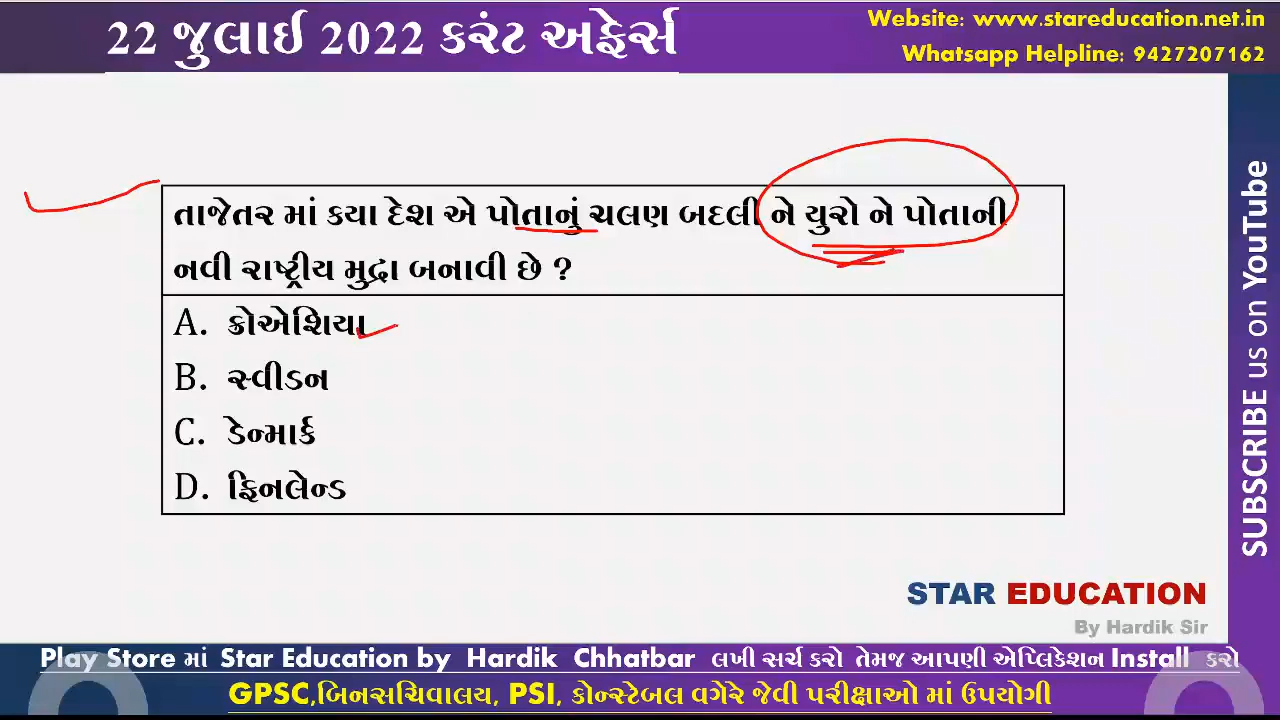 22 જુલાઈ 2022 કરંટ અફેર્સ
Website: www.stareducation.net.in
Whatsapp Helpline: 9427207162
તાજેતર માં કયા દેશ એ પોતાનું ચલણ બદલી ને યુરો ને પોતાની
નવી રાષ્ટ્રીય મુદ્રા બનાવી છે ?
A. ક્રોએશિયા
B. સ્વીડન
C. ડેન્માર્ક
D. ફિનલેન્ડ
SUBSCRIBE us on YouTube
STAR EDUCATION
By Hardik Sir
Play Store માં Star Education by Hardik Chhatbar લખી સર્ચ કરો તેમજ આપણી એપ્લિકેશન Install કરો
GPSC,બિનસચિવાલય, PSI, કોન્સ્ટેબલ વગેરે જેવી પરીક્ષાઓ માં ઉપયોગી